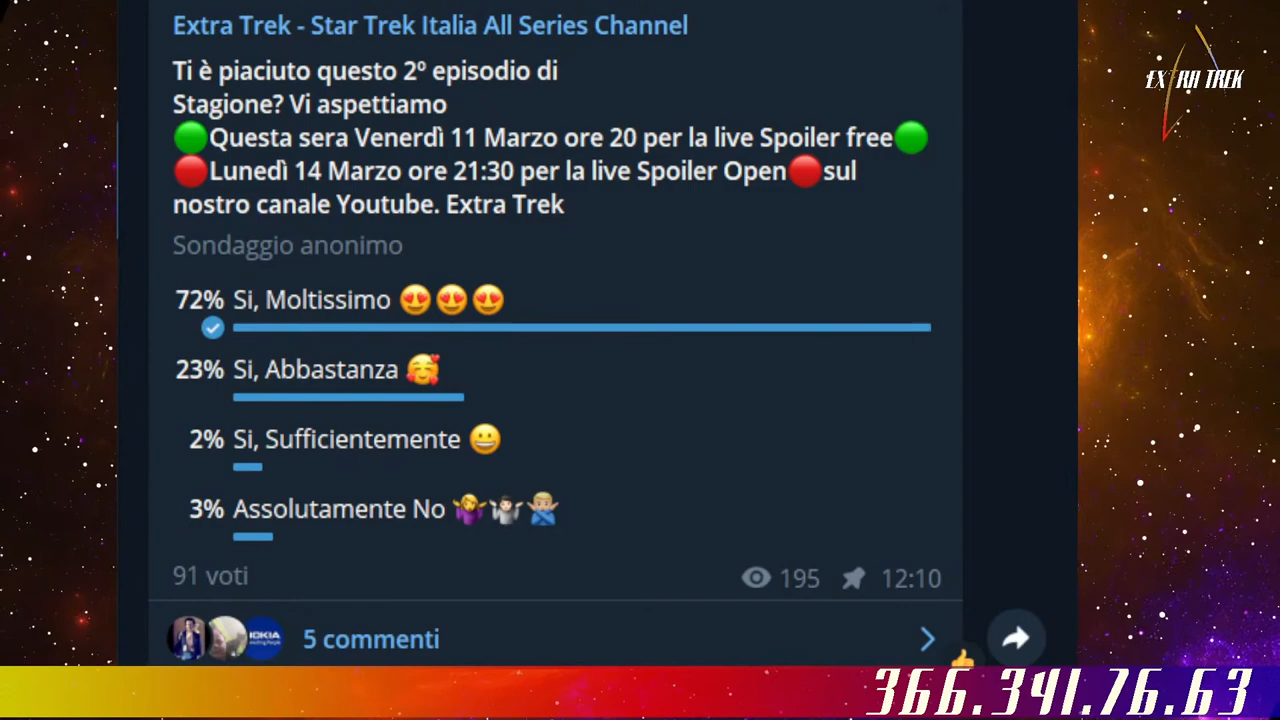 Extra Trek - Star Trek Italia All Series Channel
EXTRA TREK
Ti è piaciuto questo 2º episodio di
Stagione? Vi aspettiamo
🟢Questa sera Venerdì 11 Marzo ore 20 per la live Spoiler free🟢
🔴Lunedì 14 Marzo ore 21:30 per la live Spoiler Open🔴sul
nostro canale Youtube. Extra Trek
Sondaggio anonimo
72% Si, Moltissimo 😍😍😍
23% Si, Abbastanza 🥰
2% Si, Sufficientemente 😀
3% Assolutamente No 🤷‍♀️🤷🏻🙅🏼‍♂️
91 voti 195 12:10
NOKIA
5 commenti
366.341.76.63